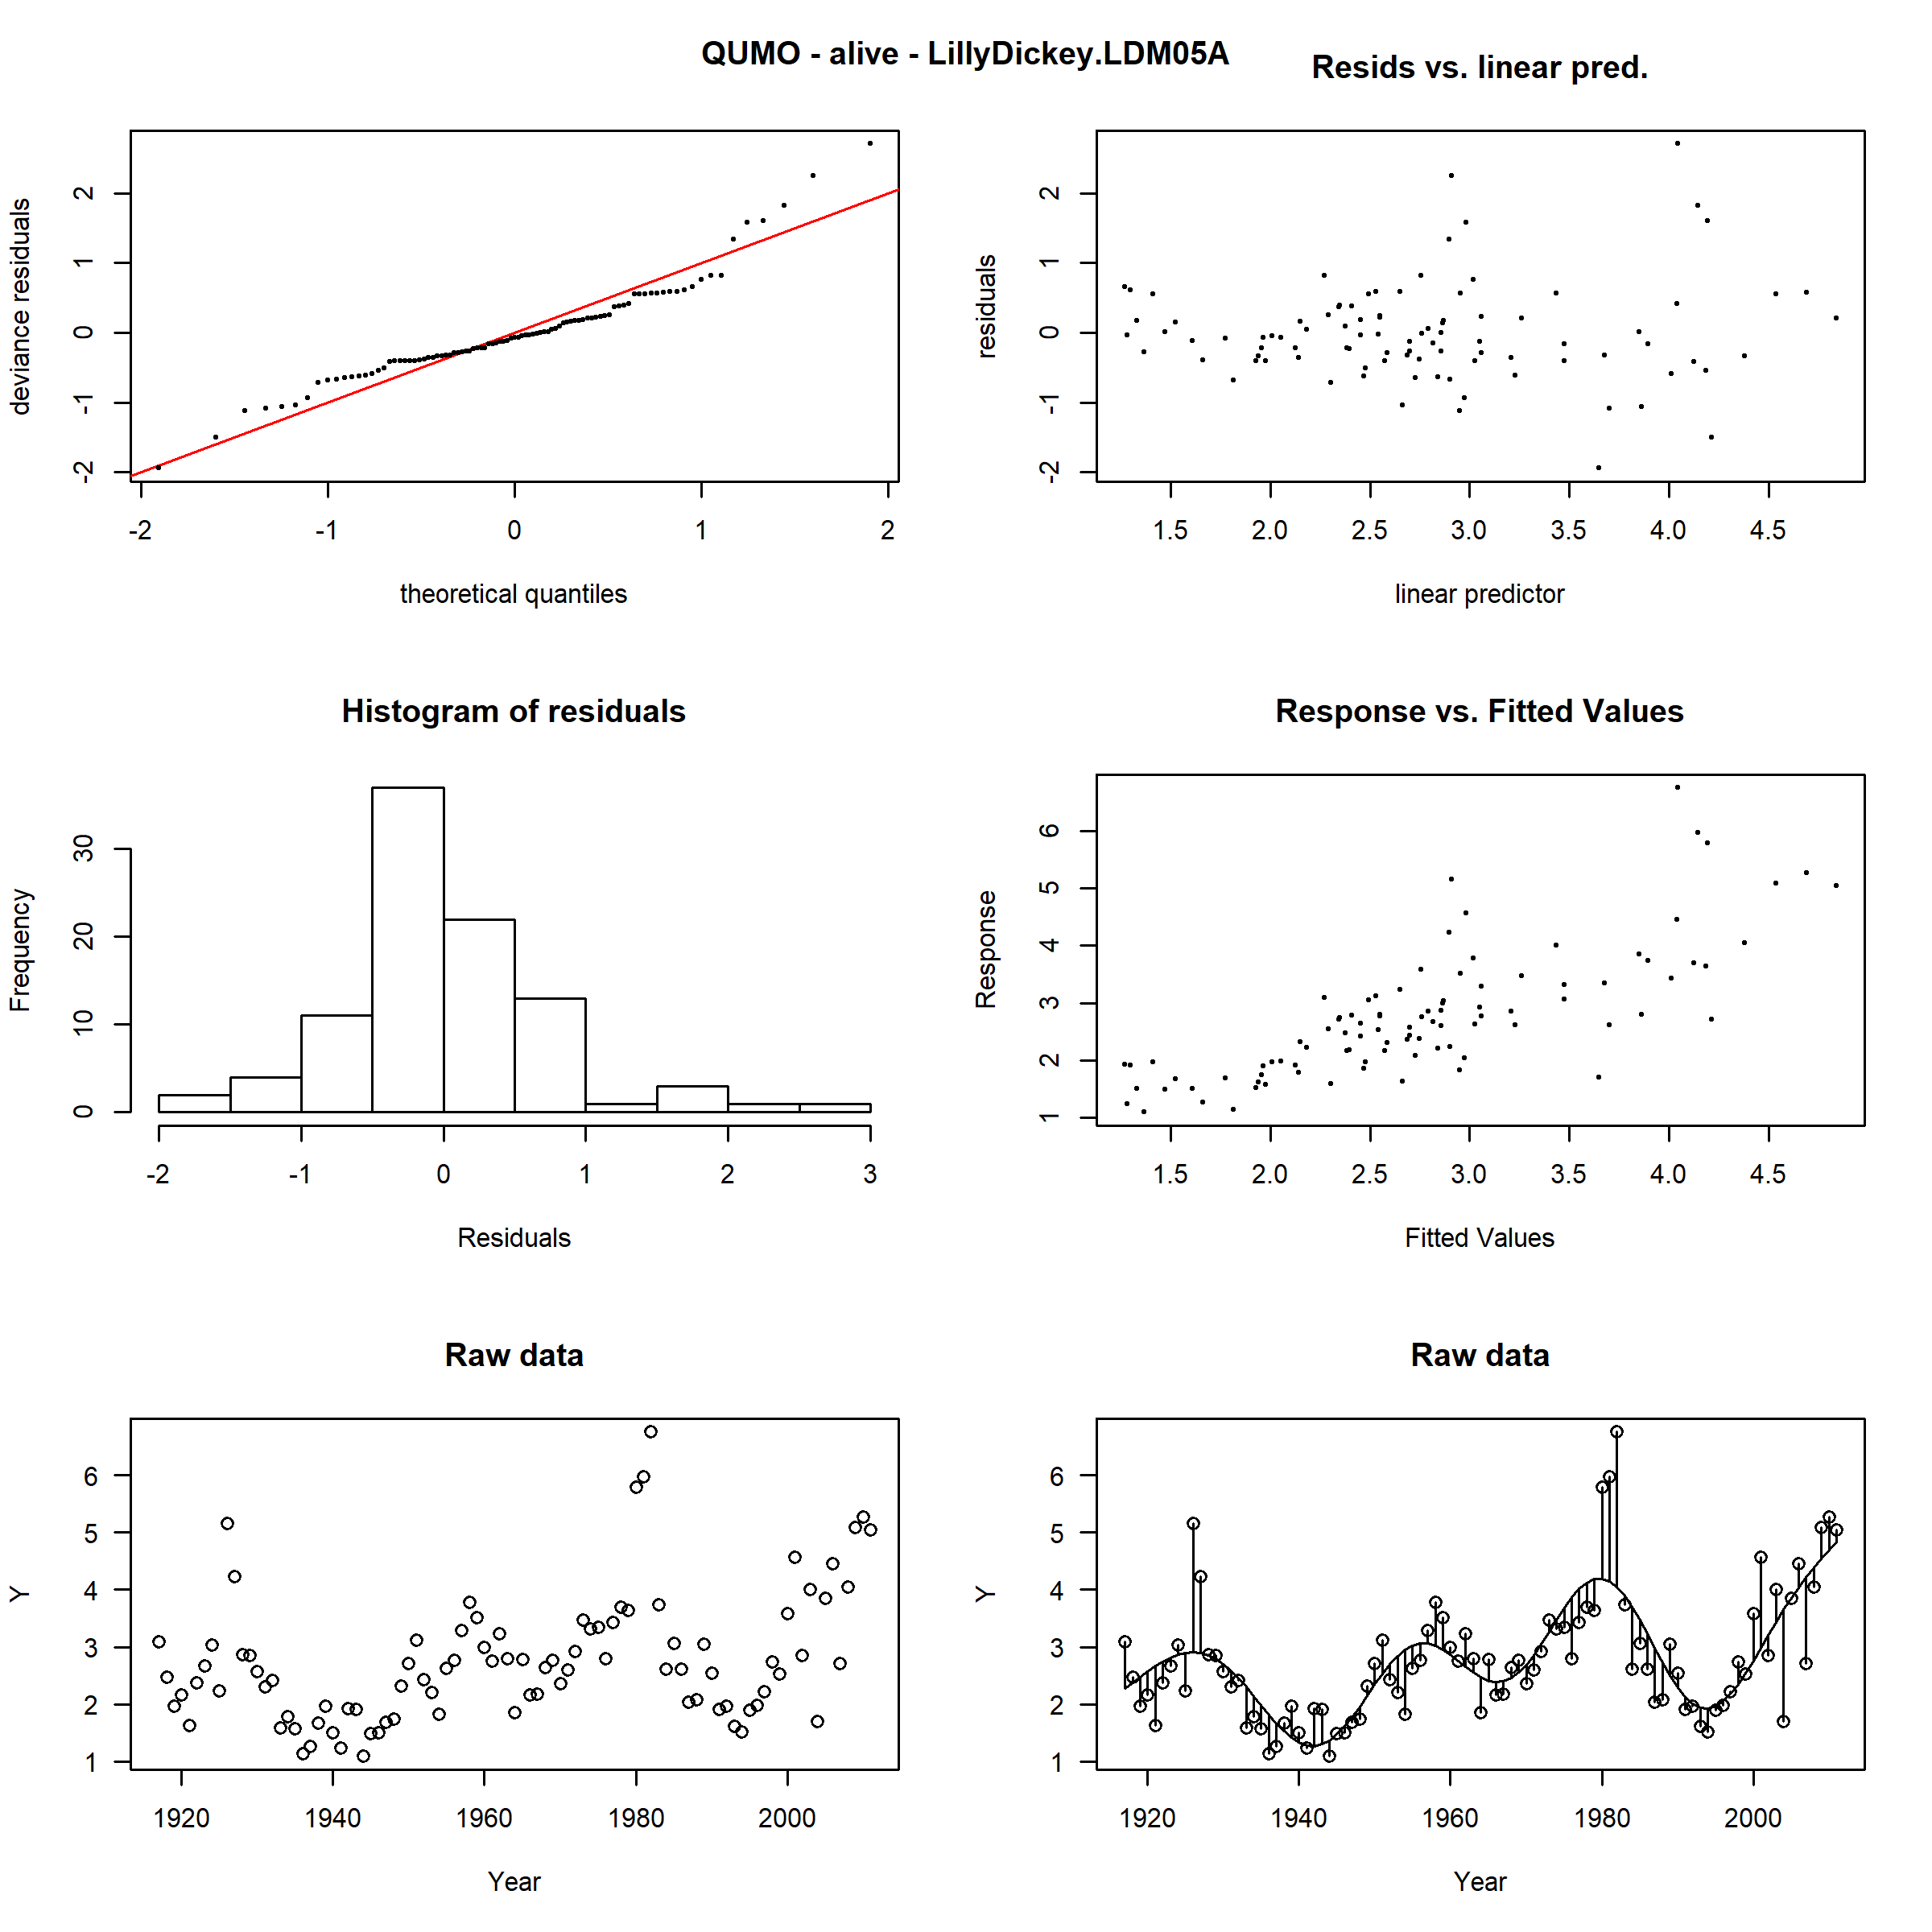 QUMO - alive - LillyDickey.LDM05A
Resids vs. linear pred.
deviance residuals
-2 -1 0 1 2
-2 -1 0 1 2
theoretical quantiles
residuals
-2 -1 0 1 2
1.5 2.0 2.5 3.0 3.5 4.0 4.5
linear predictor
Histogram of residuals
Frequency
0 10 20 30
-2 -1 0 1 2 3
Residuals
Response vs. Fitted Values
Response
1 2 3 4 5 6
1.5 2.0 2.5 3.0 3.5 4.0 4.5
Fitted Values
Raw data
Y
6
5
4
3
2
1
1920 1940 1960 1980 2000
Year
Raw data
Y
6
5
4
3
2
1
1920 1940 1960 1980 2000
Year